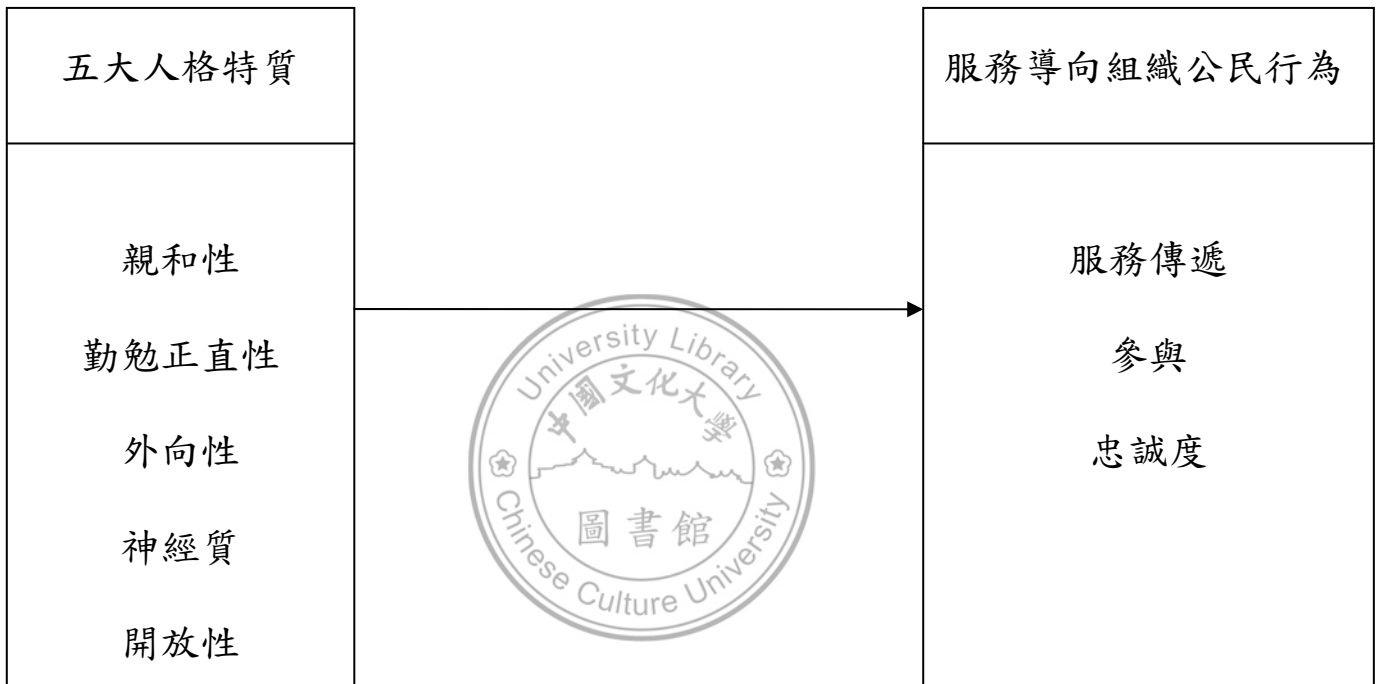 五大人格特質
親和性
勤勉正直性
外向性
神經質
開放性
服務導向組織公民行為
服務傳遞
參與
忠誠度
University Library
中國文化大學
圖書館
Chinese Culture University